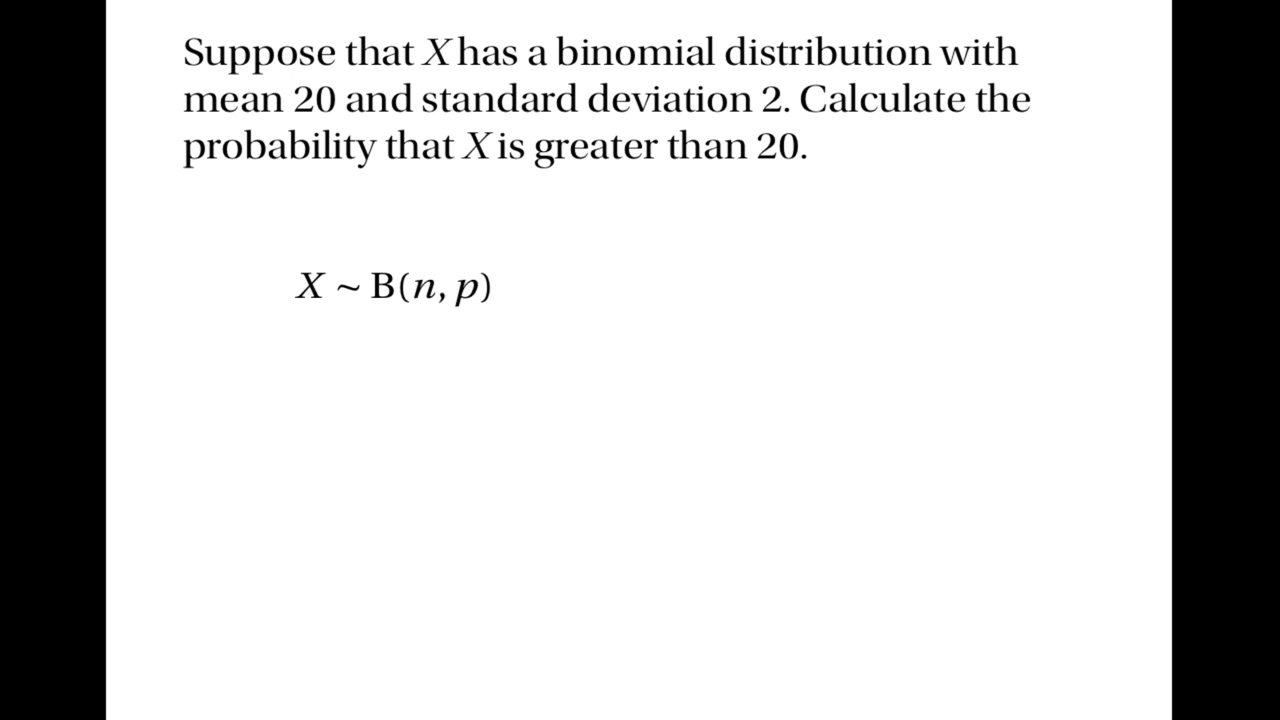 Suppose that X has a binomial distribution with
mean 20 and standard deviation 2. Calculate the
probability that X is greater than 20.
X ~ B(n, p)